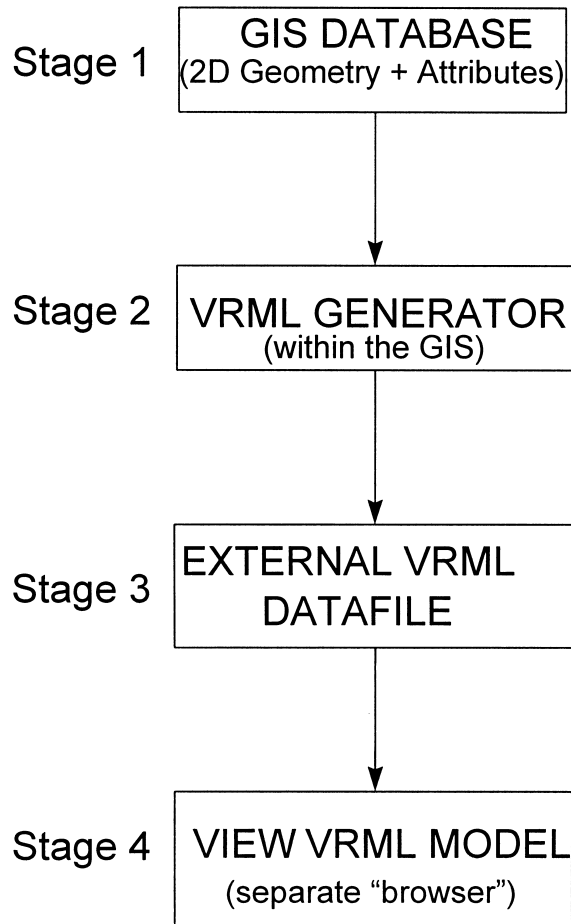 Stage 1
GIS DATABASE
(2D Geometry + Attributes)
Stage 2
VRML GENERATOR
(within the GIS)
Stage 3
EXTERNAL VRML
DATAFILE
Stage 4
VIEW VRML MODEL
(separate “browser”)